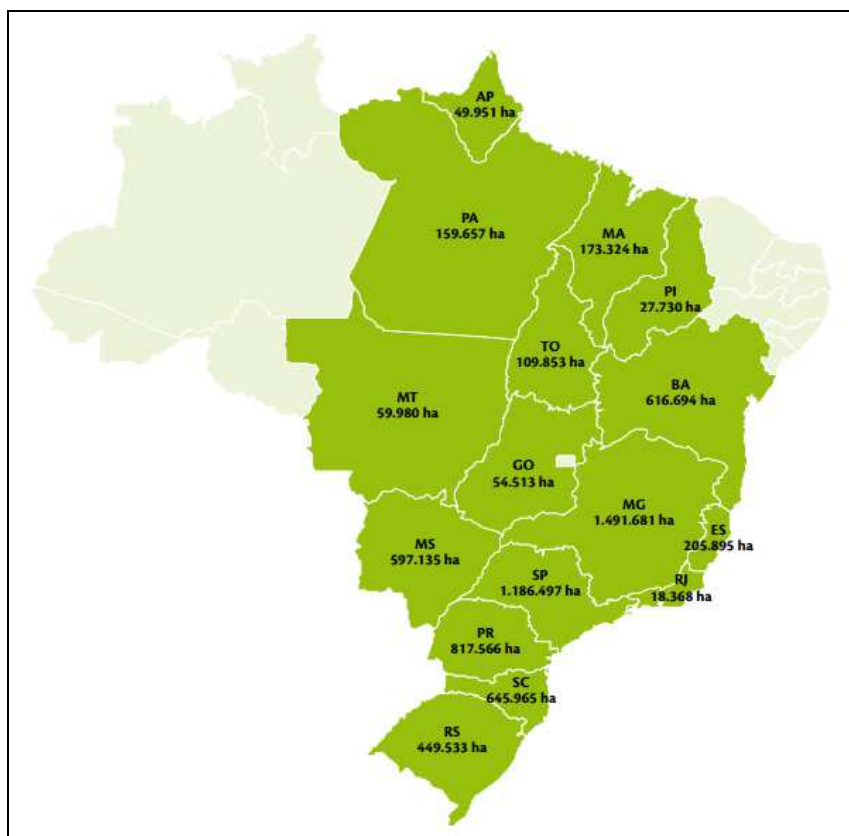 AP
49.951 ha
PA
159.657 ha
MA
173.324 ha
PI
27.730 ha
TO
109.853 ha
BA
616.694 ha
MT
59.980 ha
GO
54.513 ha
MG
1.491.681 ha
ES
205.895 ha
MS
597.135 ha
SP
1.186.497 ha
RJ
18.368 ha
PR
817.566 ha
SC
645.965 ha
RS
449.533 ha